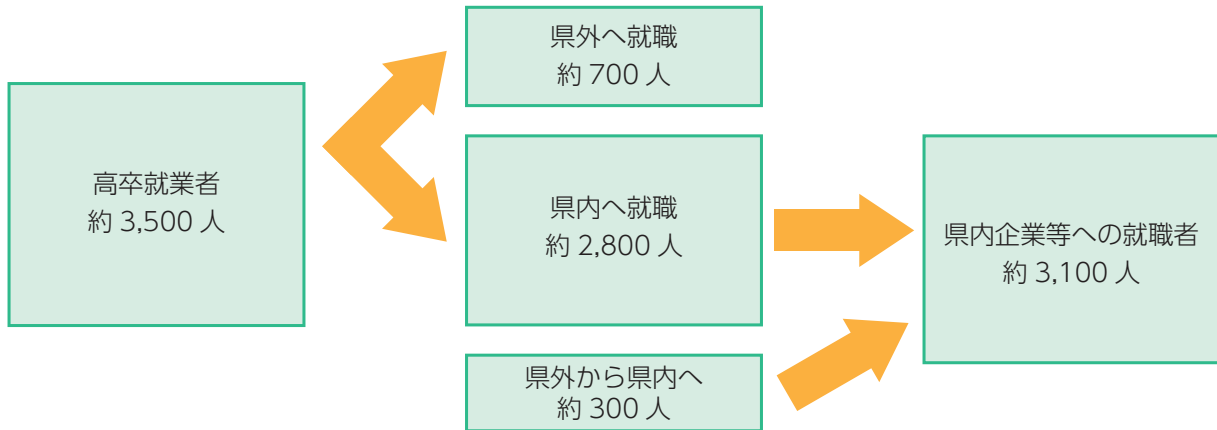 高卒就業者
約 3,500 人
県外へ就職
約 700 人
県内へ就職
約 2,800 人
県外から県内へ
約 300 人
県内企業等への就職者
約 3,100 人